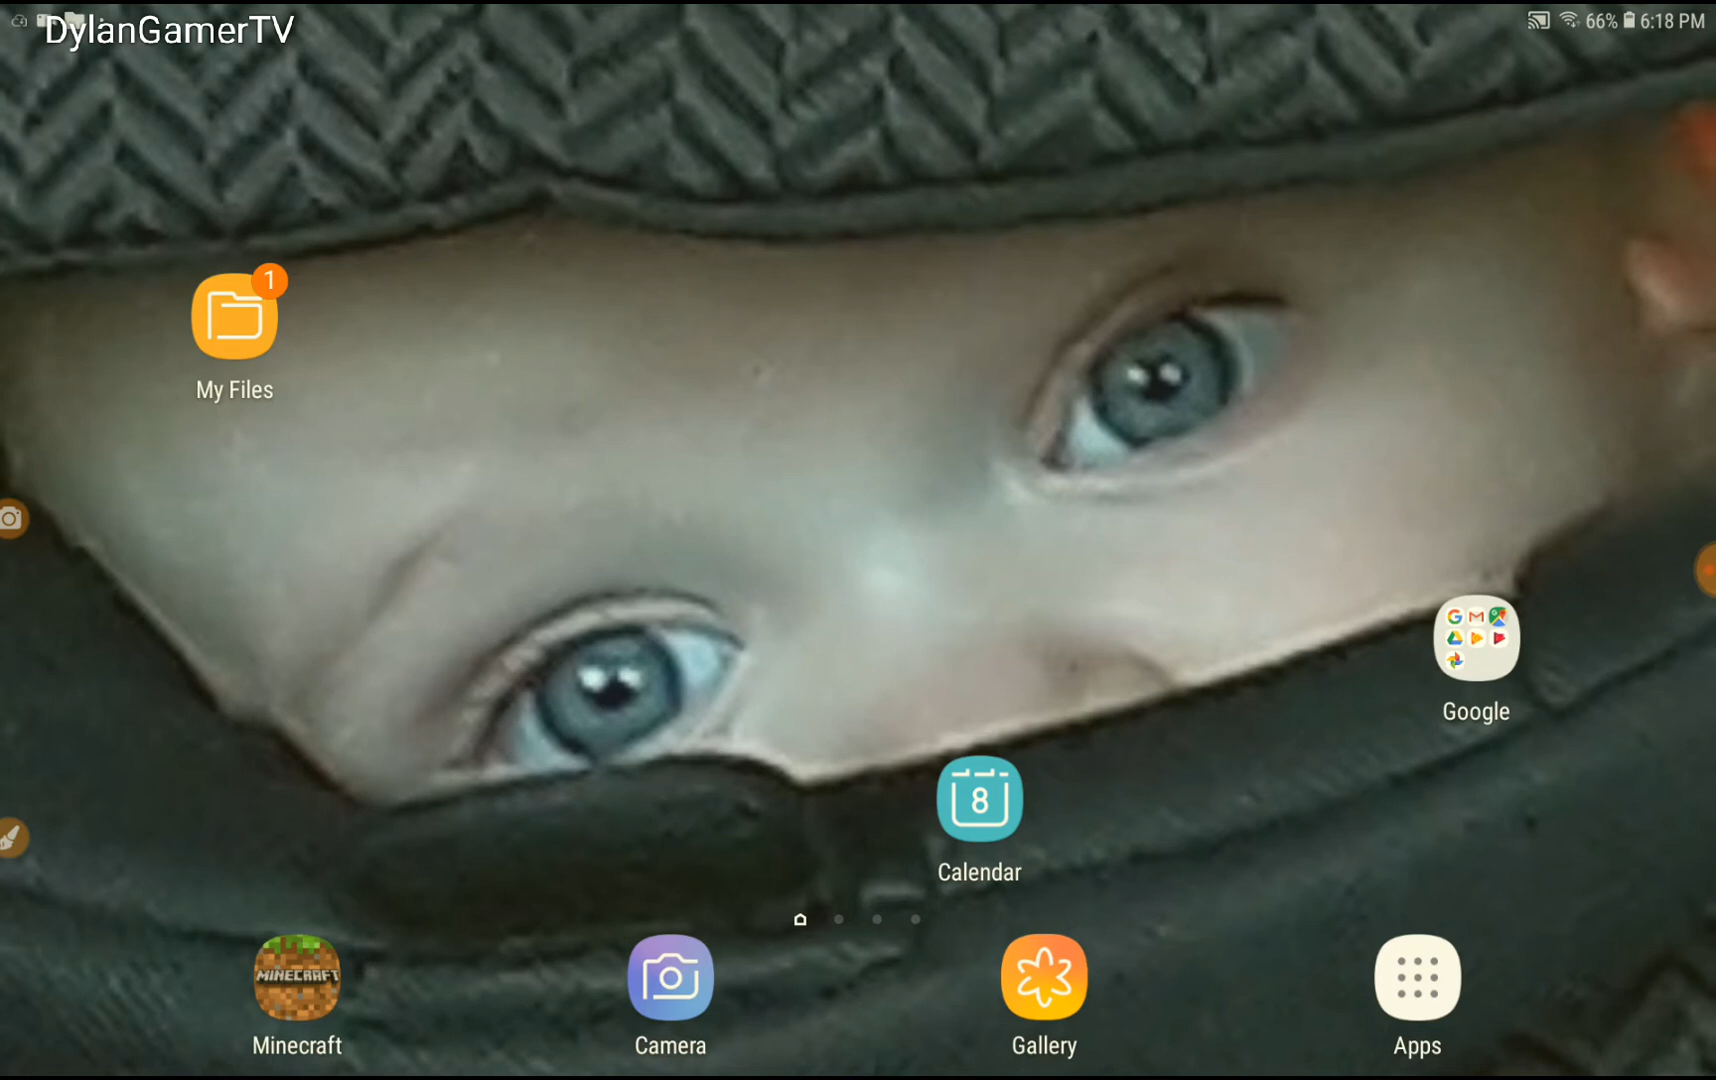 DylanGamerTV
66% 6:18 PM
1
My Files
Google
8
Calendar
MINECRAFT
Minecraft
Camera
Gallery
Apps